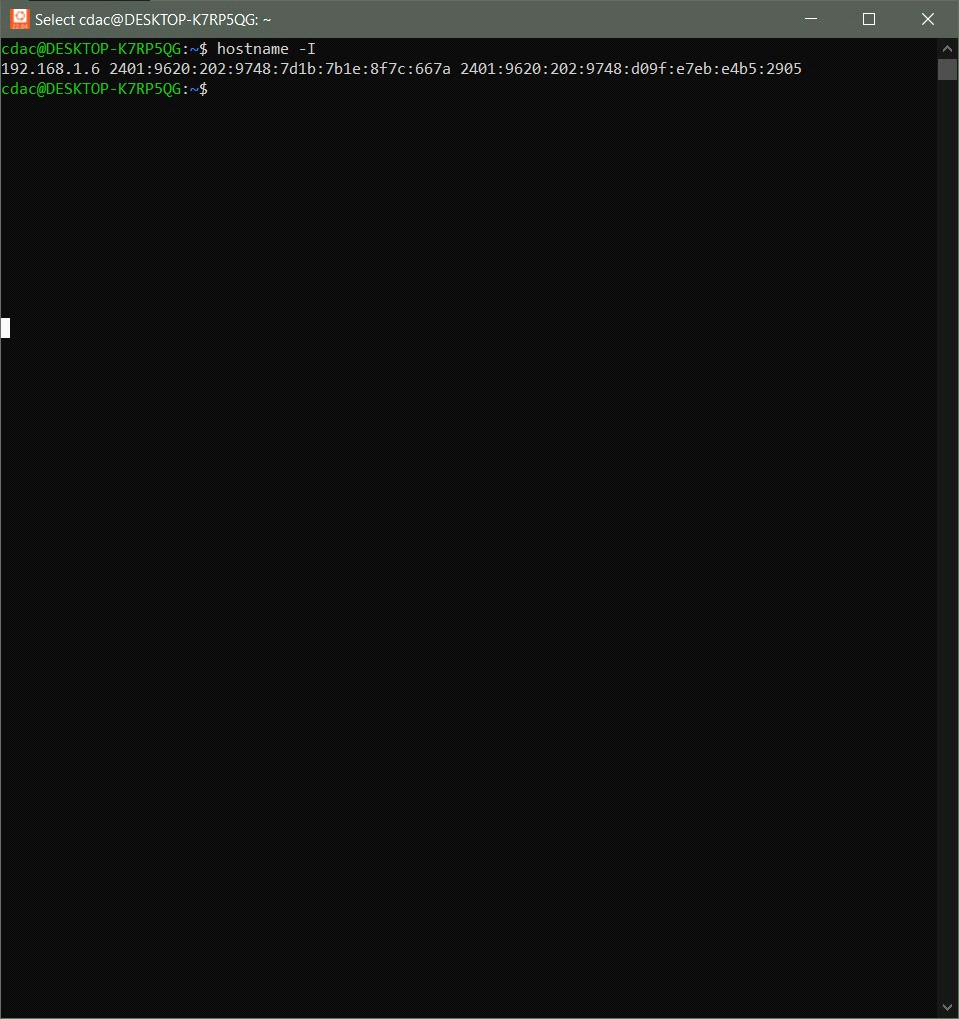 Select cdac@DESKTOP-K7RP5QG: ~
cdac@DESKTOP-K7RP5QG:~$ hostname -I
192.168.1.6 2401:9620:202:9748:7d1b:7b1e:8f7c:667a 2401:9620:202:9748:d09f:e7eb:e4b5:2905
cdac@DESKTOP-K7RP5QG:~$